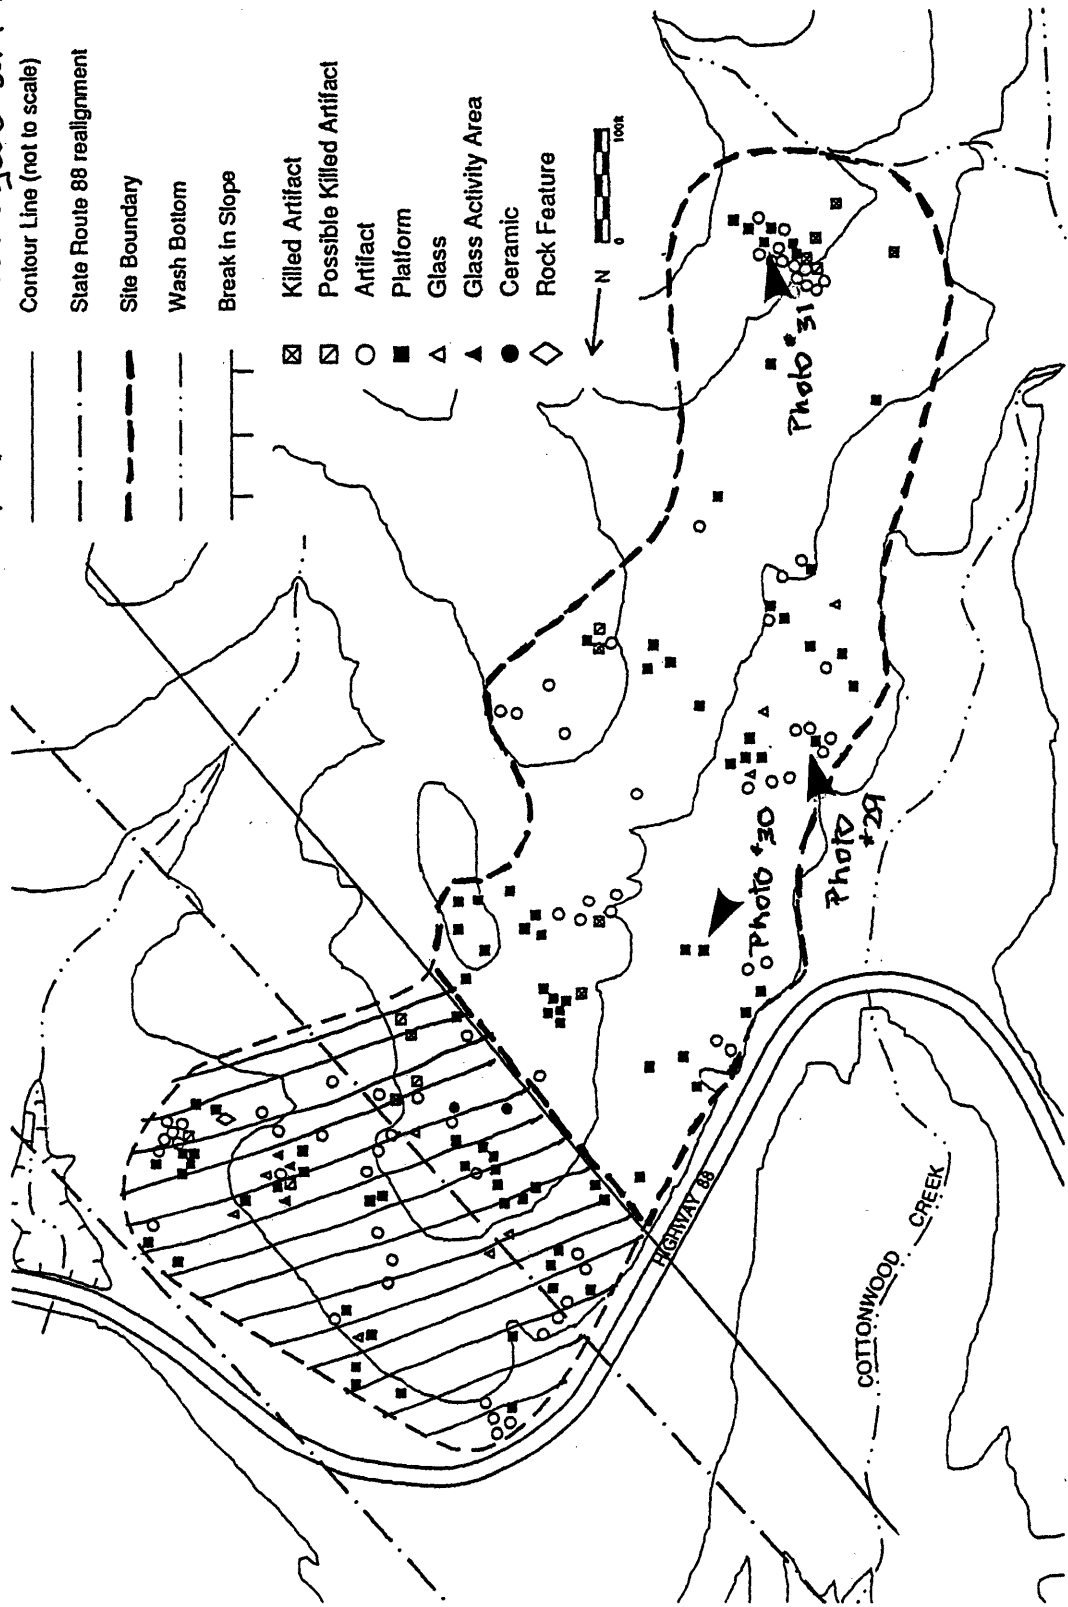 Contour Line (not to scale)
State Route 88 realignment
Site Boundary
Wash Bottom
Break in Slope
Killed Artifact
Possible Killed Artifact
Artifact
Platform
Glass
Glass Activity Area
Ceramic
Rock Feature
N
0 100ft
Photo #31
Photo #30
Photo #29
HIGHWAY 88
COTTONWOOD CREEK